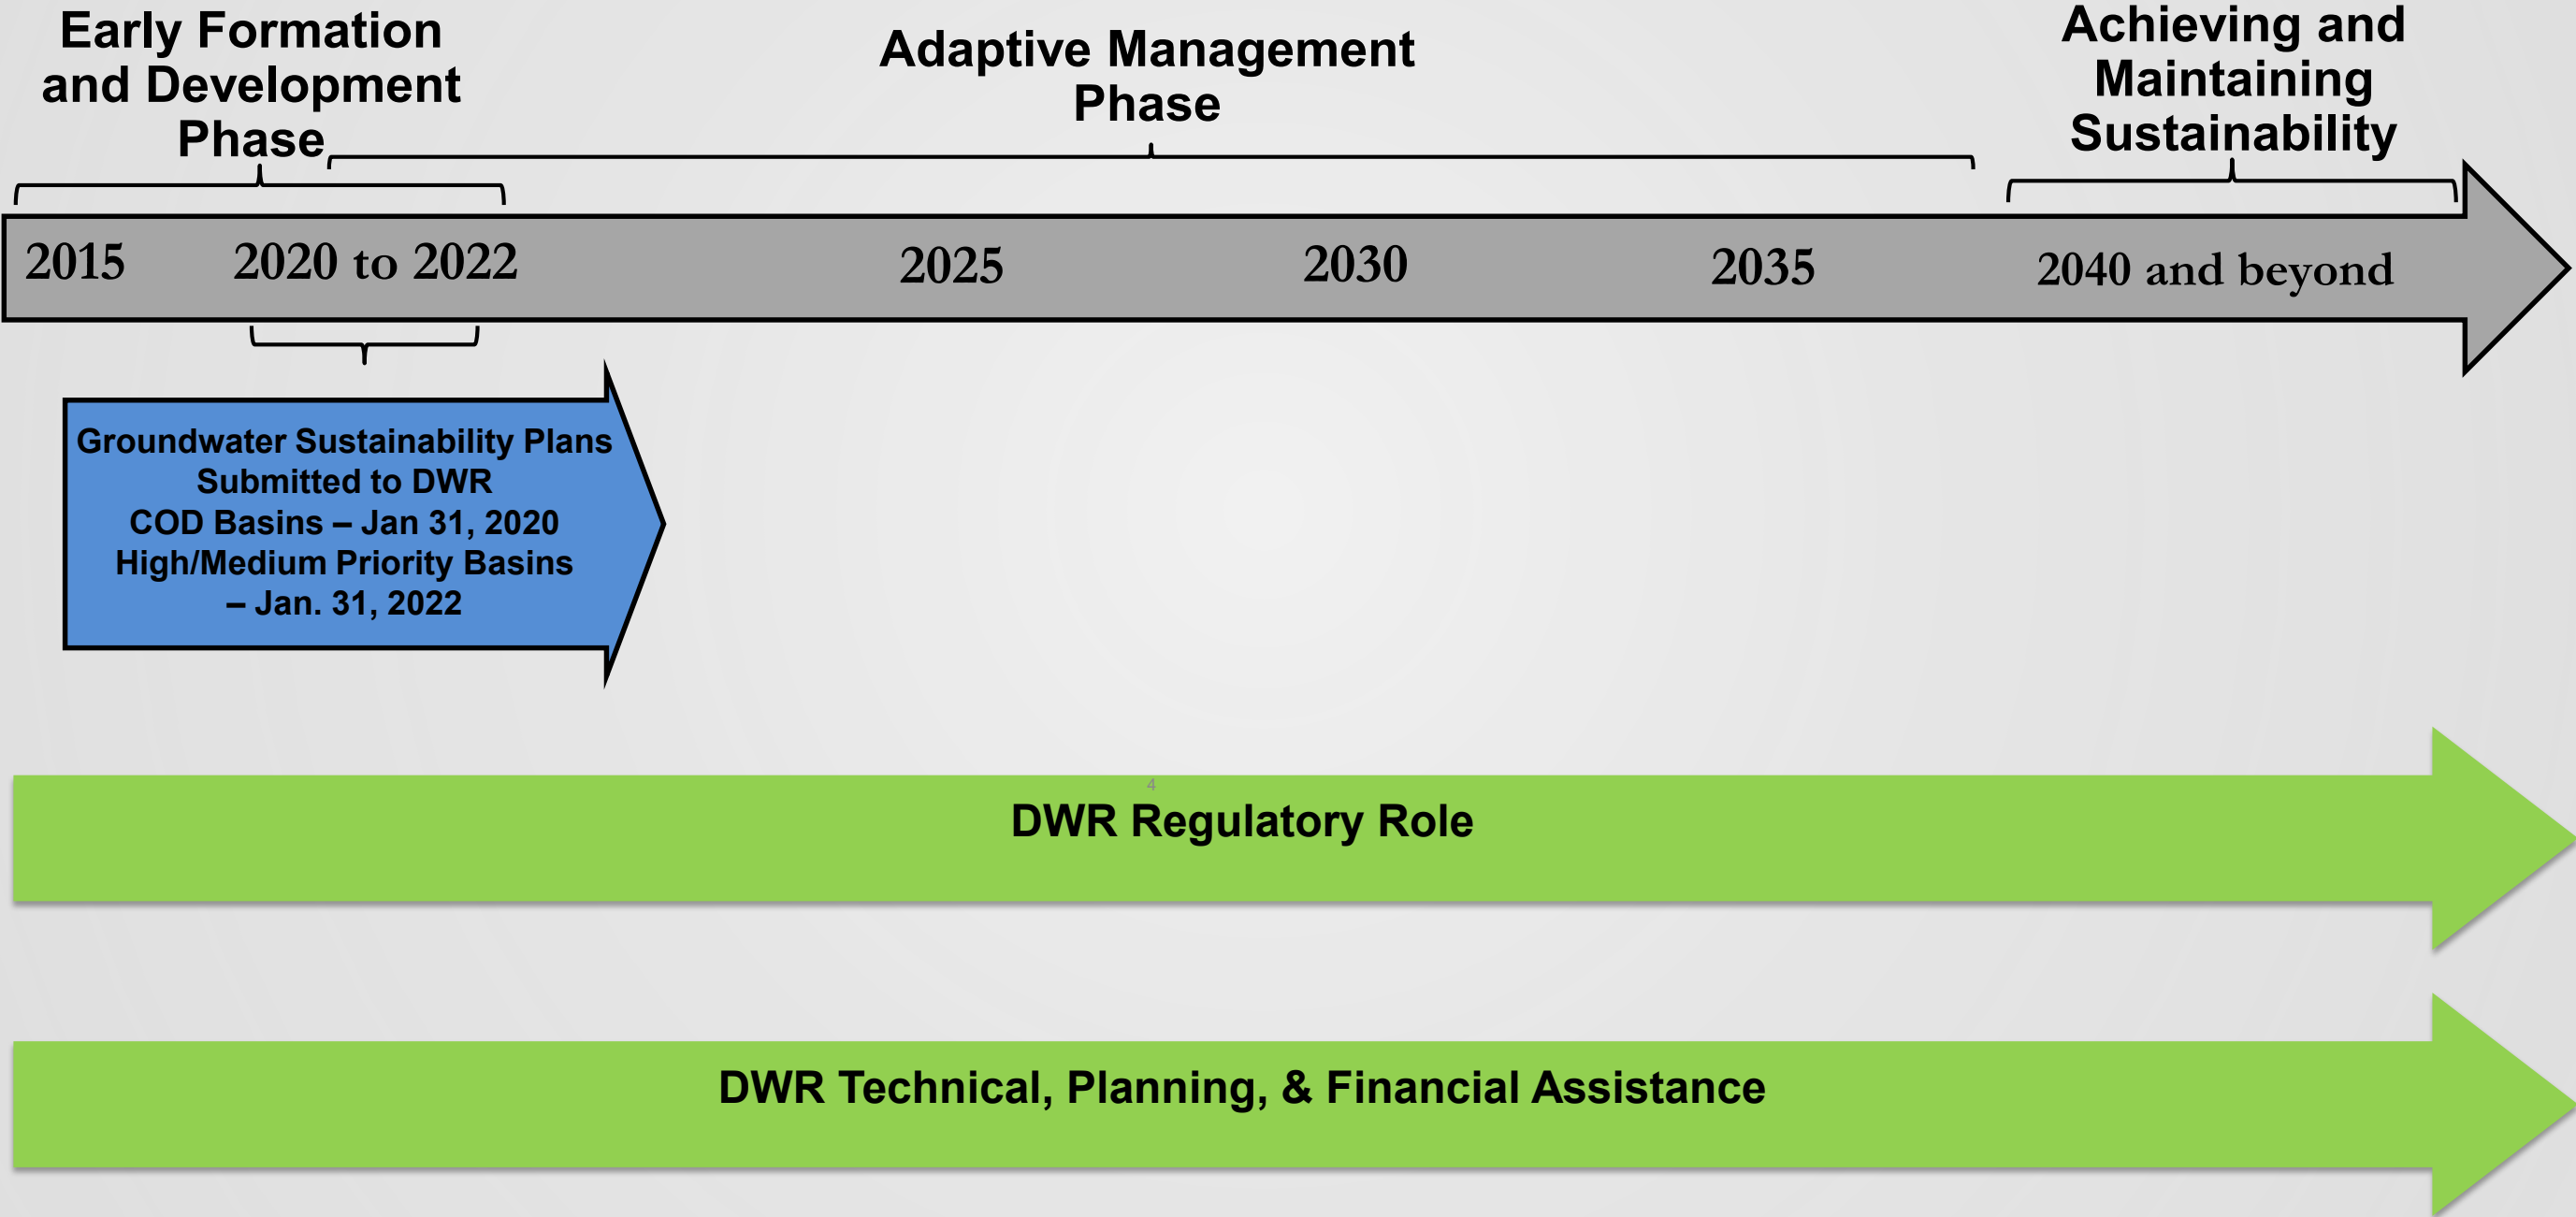 Early Formation
and Development
Phase
Adaptive Management
Phase
Achieving and
Maintaining
Sustainability
2015
2020 to 2022
2025
2030
2035
2040 and beyond
Groundwater Sustainability Plans
Submitted to DWR
COD Basins – Jan 31, 2020
High/Medium Priority Basins
– Jan. 31, 2022
4
DWR Regulatory Role
DWR Technical, Planning, & Financial Assistance